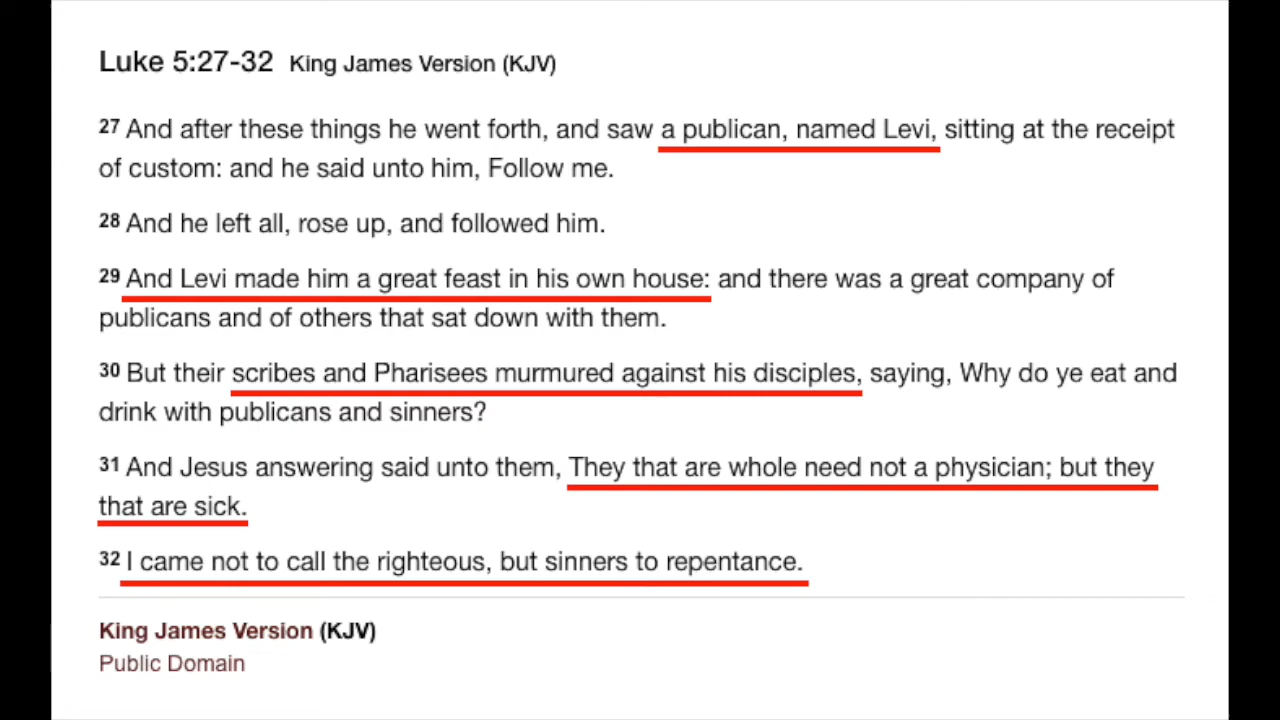 Luke 5:27-32 King James Version (KJV)
27 And after these things he went forth, and saw a publican, named Levi, sitting at the receipt
of custom: and he said unto him, Follow me.
28 And he left all, rose up, and followed him.
29 And Levi made him a great feast in his own house: and there was a great company of
publicans and of others that sat down with them.
30 But their scribes and Pharisees murmured against his disciples, saying, Why do ye eat and
drink with publicans and sinners?
31 And Jesus answering said unto them, They that are whole need not a physician; but they
that are sick.
32 I came not to call the righteous, but sinners to repentance.
King James Version (KJV)
Public Domain